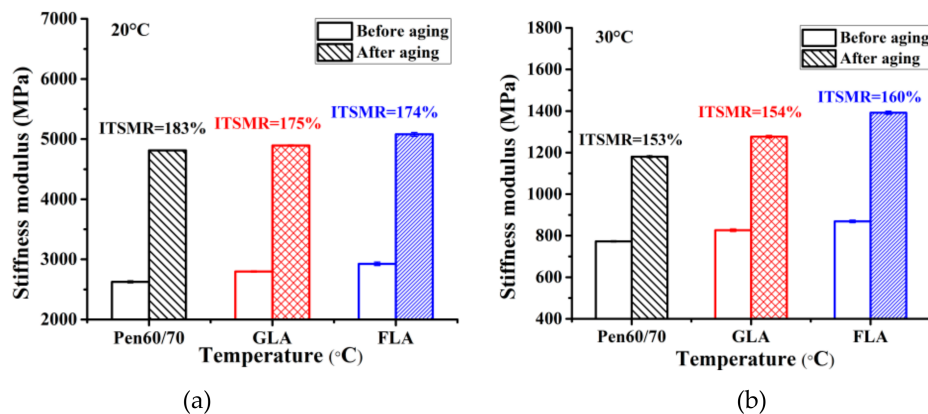 20°C
Before aging
After aging
ITSMR=183%
ITSMR=175%
ITSMR=174%
Stiffness modulus (MPa)
7000
6000
5000
4000
3000
2000
Pen60/70
GLA
FLA
Temperature (°C)
(a)
30°C
Before aging
After aging
ITSMR=153%
ITSMR=154%
ITSMR=160%
Stiffness modulus (MPa)
1800
1600
1400
1200
1000
800
600
400
Pen60/70
GLA
FLA
Temperature (°C)
(b)